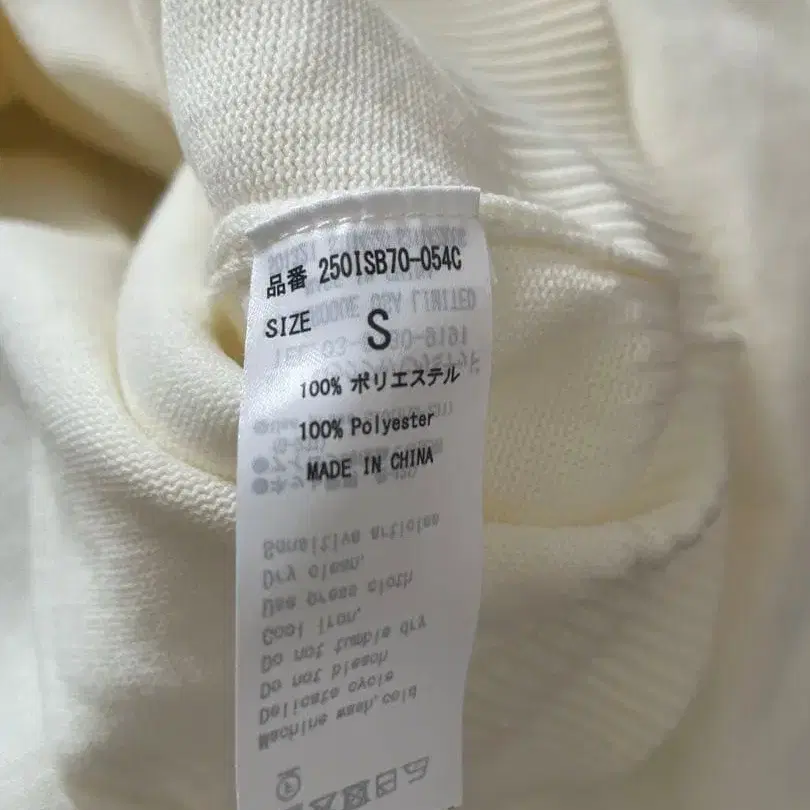 品番 250ISB70-054C
SIZE S
100% ポリエステル
100% Polyester
MADE IN CHINA
Sensitive articles
Dry clean.
Use press cloth
Cool iron.
Do not tumble dry
Do not bleach
Delicate cycle
Machine wash,cold